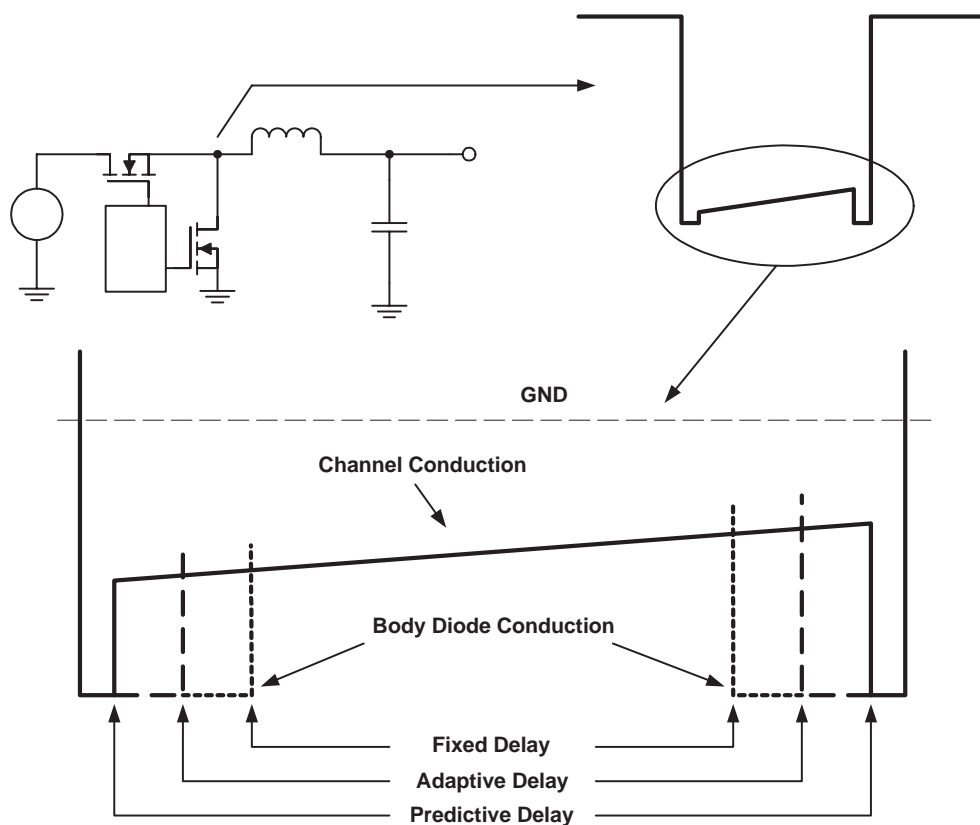 GND
Channel Conduction
Body Diode Conduction
Fixed Delay
Adaptive Delay
Predictive Delay